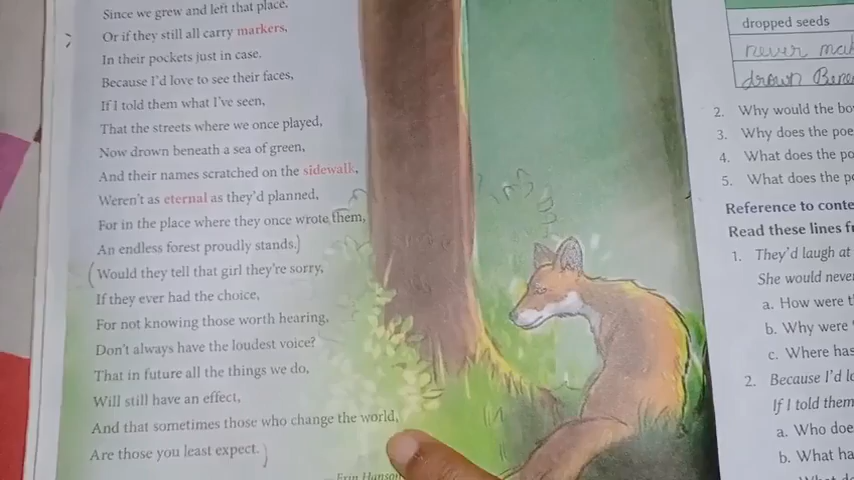 Since we grew and left that place.
Or if they still all carry markers,
In their pockets just in case.
Because I'd love to see their faces,
If I told them what I've seen,
That the streets where we once played,
Now drown beneath a sea of green,
And their names scratched on the sidewalk,
Weren't as eternal as they'd planned,
For in the place where they once wrote them,
An endless forest proudly stands.)
(Would they tell that girl they're sorry,
If they ever had the choice,
For not knowing those worth hearing,
Don't always have the loudest voice?
That in future all the things we do,
Will still have an effect,
And that sometimes those who change the world,
Are those you least expect.)
Erin Hanson
dropped seeds
never
drown
2. Why would the
3. Why does the
4. What does the
5. What does the
Reference to
Read these lines
1. They'd laugh at
She would
a. How were
b. Why were
c. Where has
2. Because I'd
If I told them
a. Who
b. What